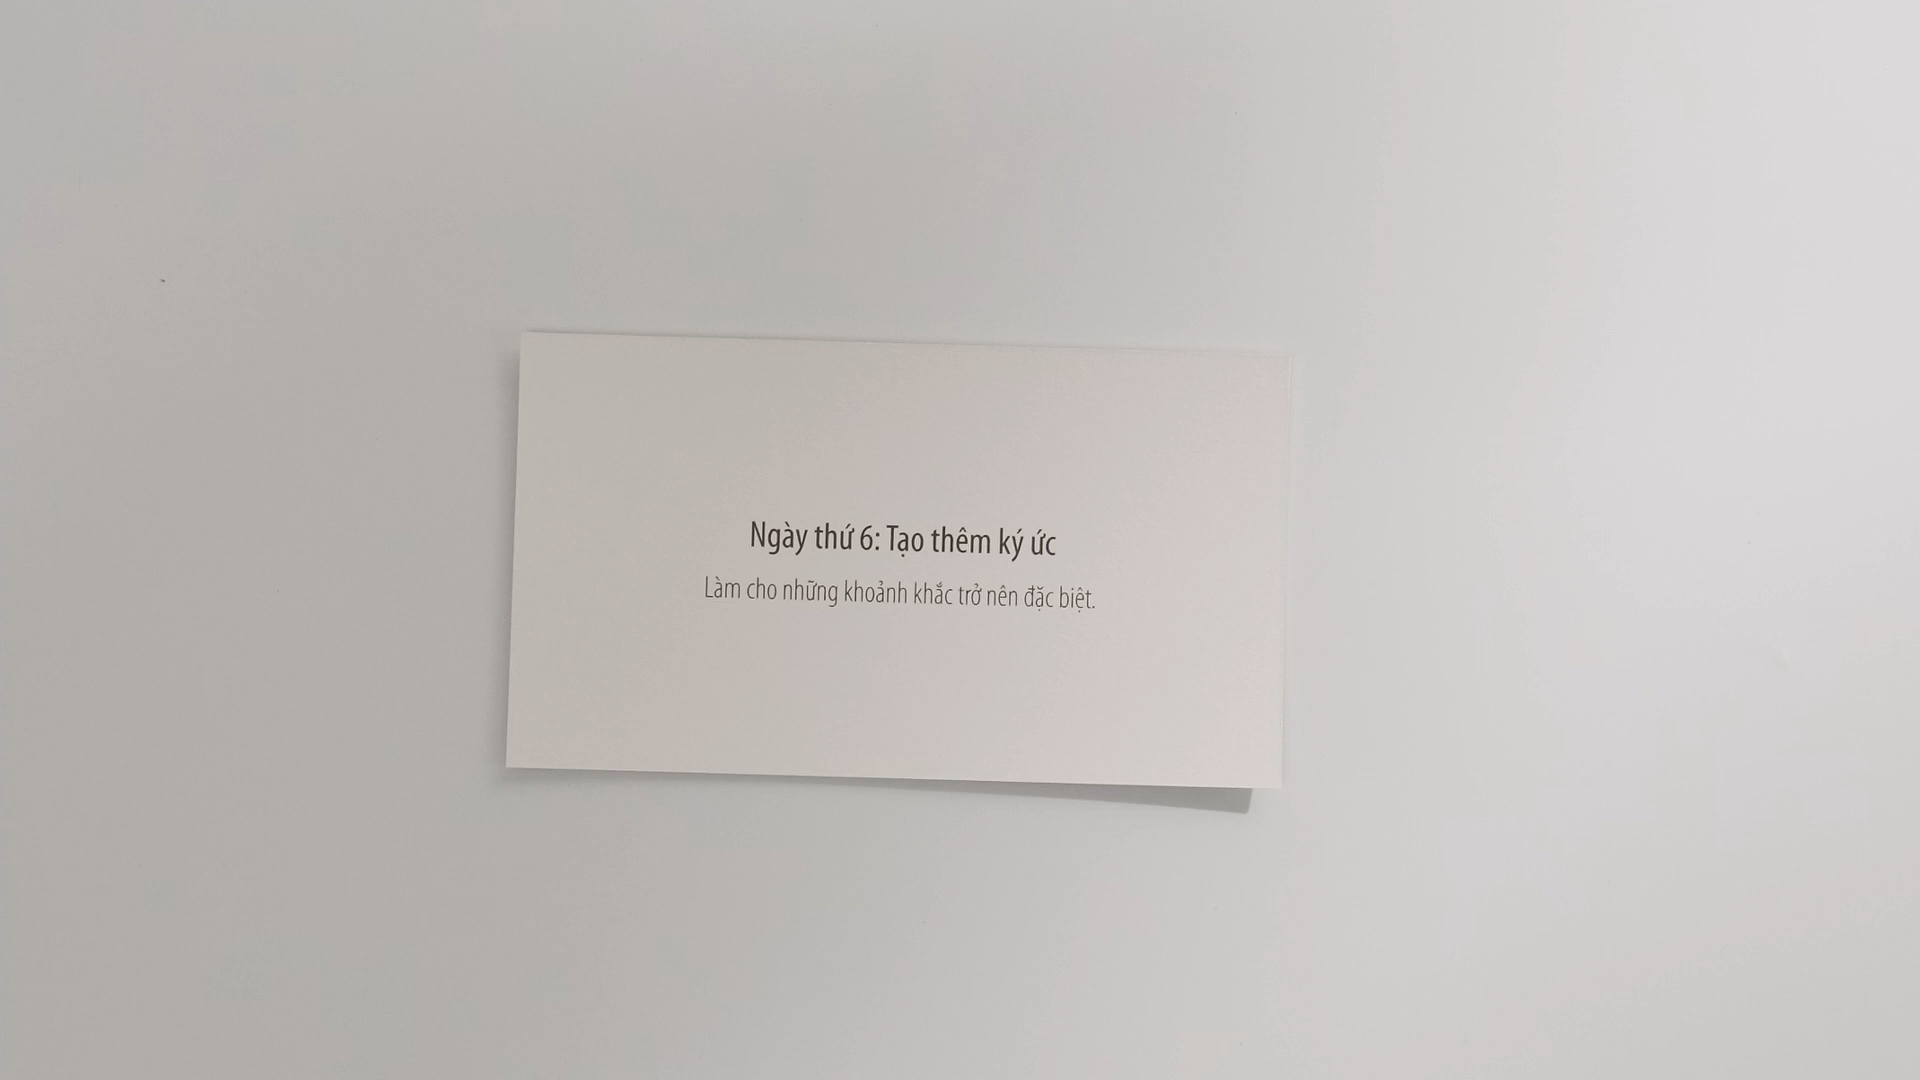 Ngày thứ 6: Tạo thêm ký ức
Làm cho những khoảnh khắc trở nên đặc biệt.